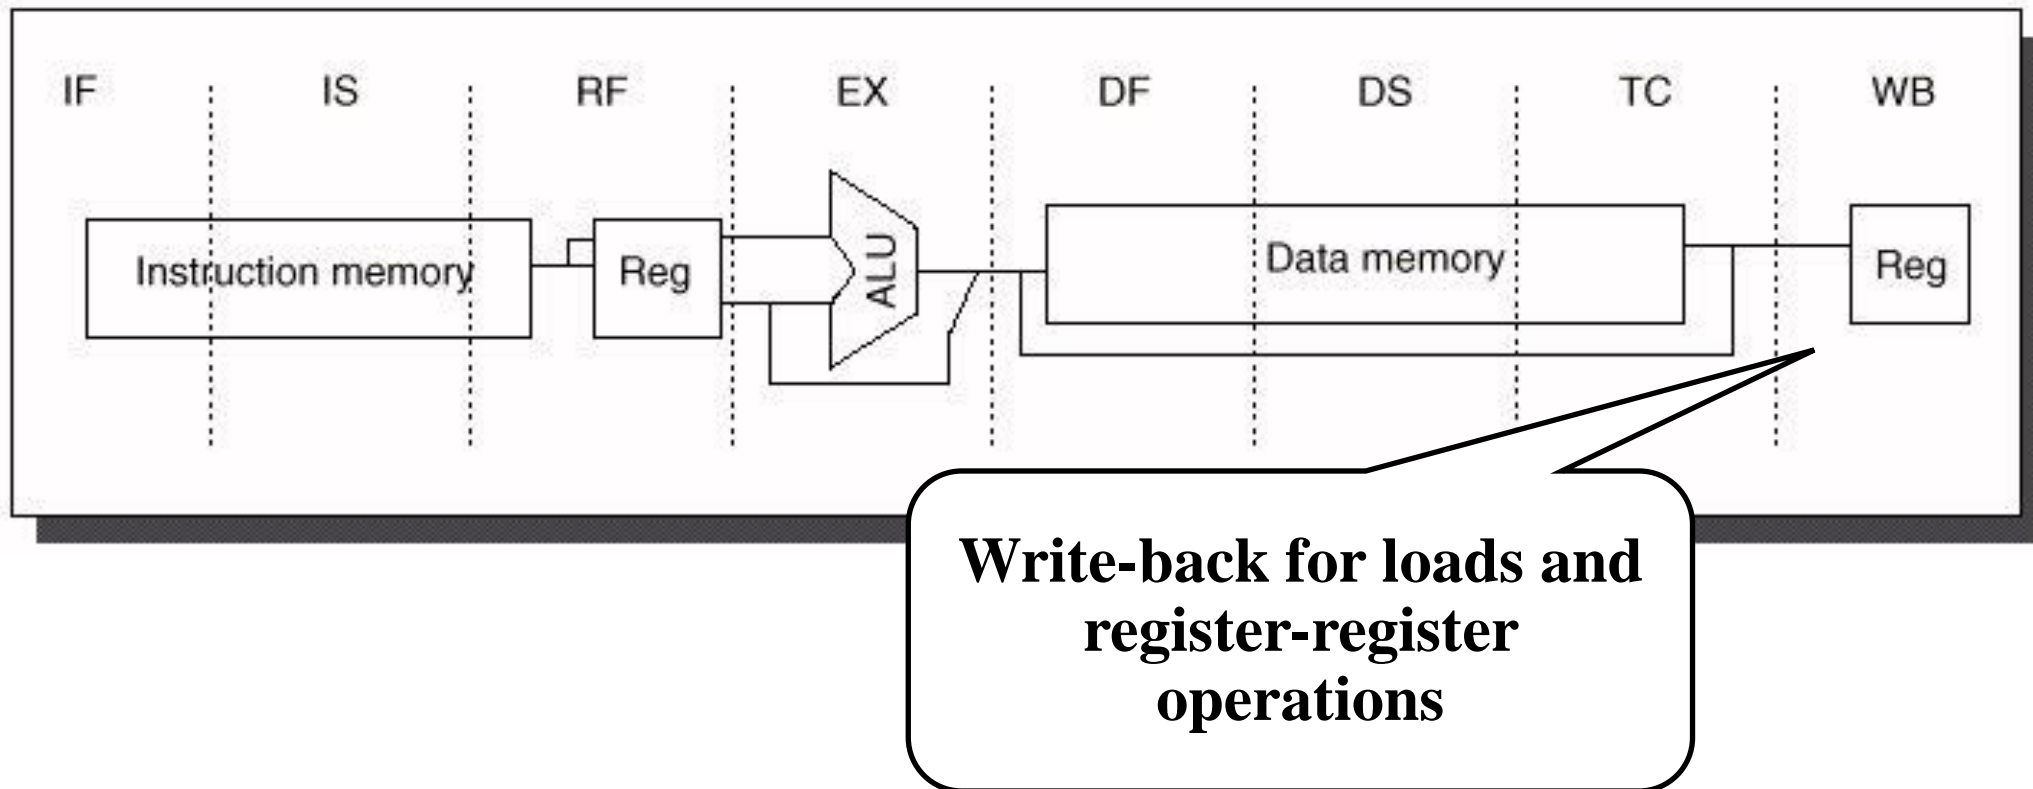 IF IS RF EX DF DS TC WB
Instruction memory Reg ALU Data memory Reg
Write-back for loads and
register-register
operations